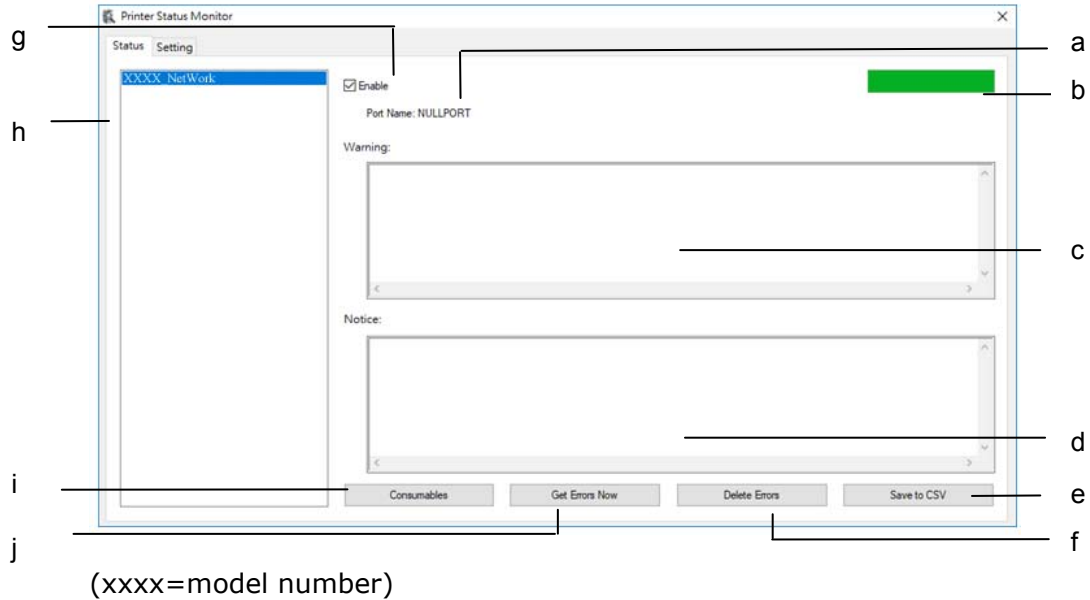 Printer Status Monitor
g
a
Status Setting
XXXX_NetWork
Enable
b
Port Name: NULLPORT
h
Warning:
c
Notice:
d
i
Consumables Get Errors Now Delete Errors Save to CSV
e
j
f
(xxxx=model number)